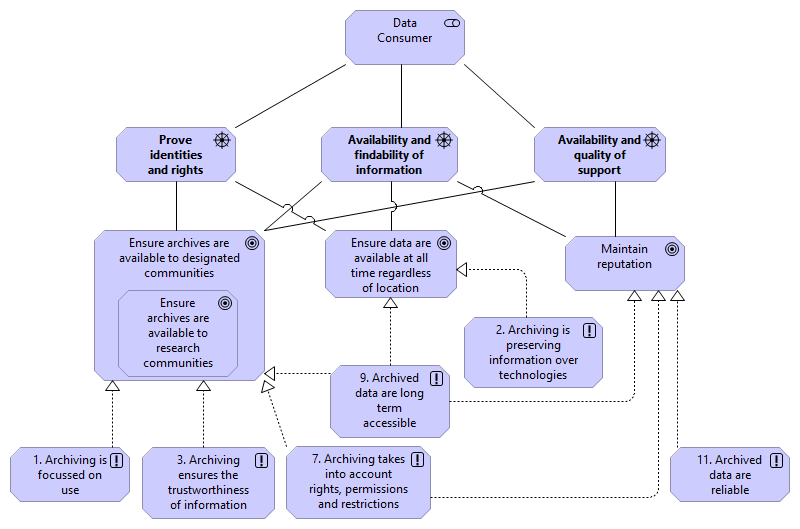 Data
Consumer
Prove
identities
and rights
Availability and
findability of
information
Availability and
quality of
support
Ensure archives are
available to designated
communities
Ensure
archives are
available to
research
communities
Ensure data are
available at all
time regardless
of location
Maintain
reputation
2. Archiving is
preserving
information over
technologies
9. Archived
data are long
term
accessible
1. Archiving is
focussed on
use
3. Archiving
ensures the
trustworthiness
of information
7. Archiving takes
into account
rights, permissions
and restrictions
11. Archived
data are
reliable